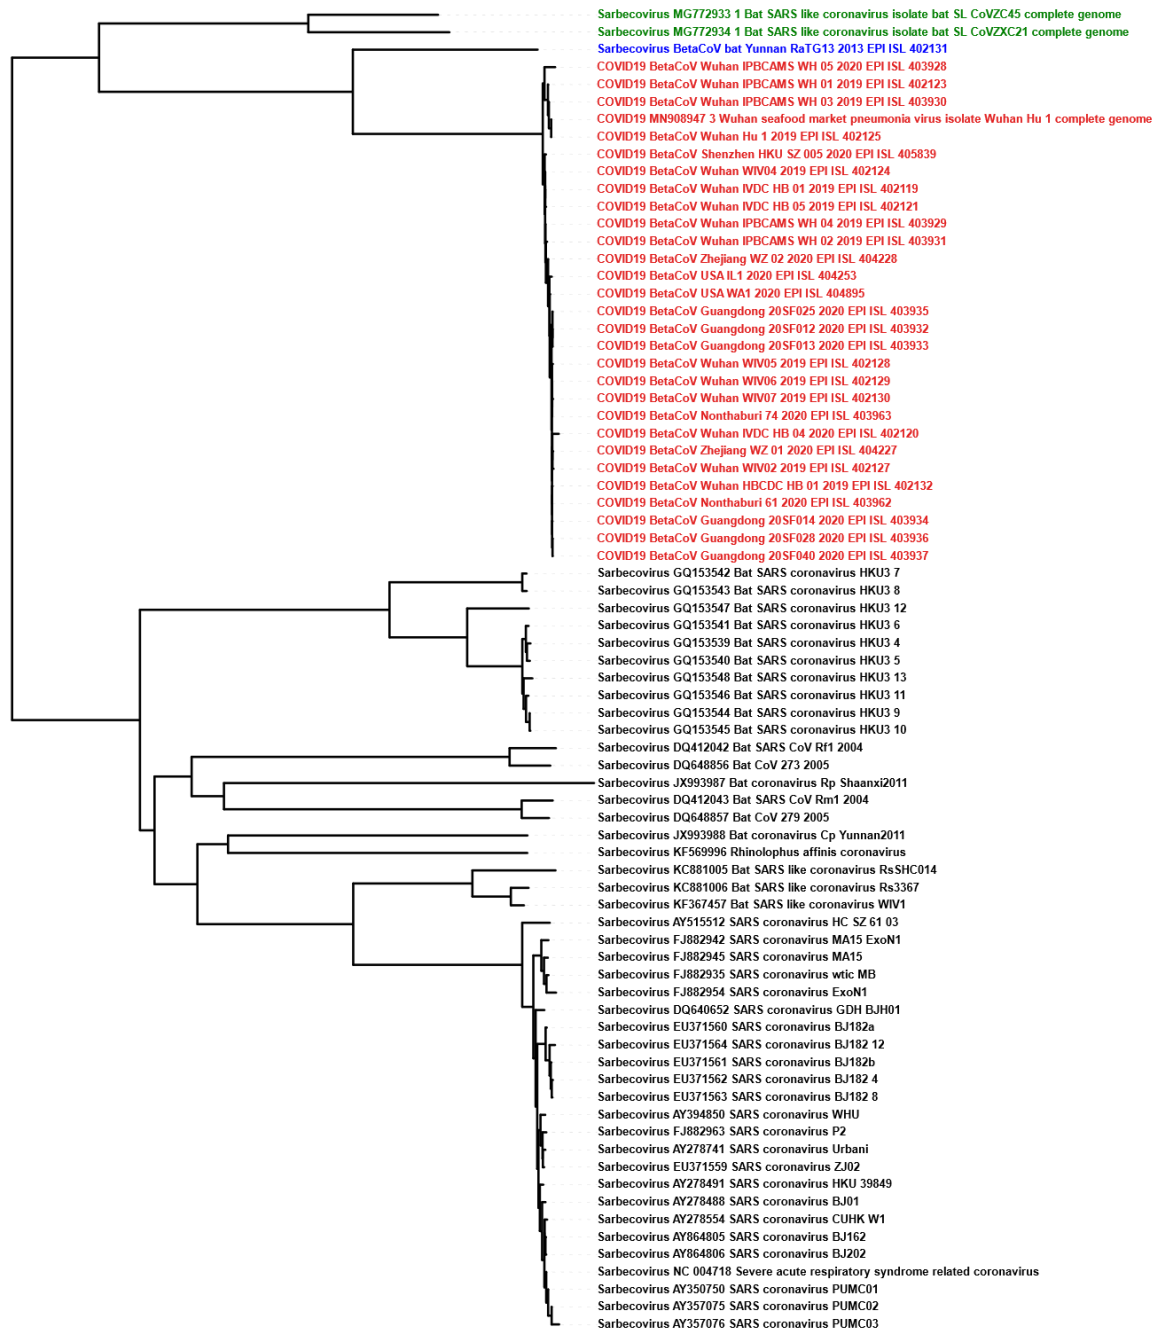 Sarbecovirus MG772933 1 Bat SARS like coronavirus isolate bat SL CoVZC45 complete genome
Sarbecovirus MG772934 1 Bat SARS like coronavirus isolate bat SL CoVZXC21 complete genome
Sarbecovirus BetaCoV bat Yunnan RaTG13 2013 EPI ISL 402131
COVID19 BetaCoV Wuhan IPBCAMS WH 05 2020 EPI ISL 403928
COVID19 BetaCoV Wuhan IPBCAMS WH 01 2019 EPI ISL 402123
COVID19 BetaCoV Wuhan IPBCAMS WH 03 2019 EPI ISL 403930
COVID19 MN908947 3 Wuhan seafood market pneumonia virus isolate Wuhan Hu 1 complete genome
COVID19 BetaCoV Wuhan Hu 1 2019 EPI ISL 402125
COVID19 BetaCoV Shenzhen HKU SZ 005 2020 EPI ISL 405839
COVID19 BetaCoV Wuhan WIV04 2019 EPI ISL 402124
COVID19 BetaCoV Wuhan IVDC HB 01 2019 EPI ISL 402119
COVID19 BetaCoV Wuhan IVDC HB 05 2019 EPI ISL 402121
COVID19 BetaCoV Wuhan IPBCAMS WH 04 2019 EPI ISL 403929
COVID19 BetaCoV Wuhan IPBCAMS WH 02 2019 EPI ISL 403931
COVID19 BetaCoV Zhejiang WZ 02 2020 EPI ISL 404228
COVID19 BetaCoV USA IL1 2020 EPI ISL 404253
COVID19 BetaCoV USA WA1 2020 EPI ISL 404895
COVID19 BetaCoV Guangdong 20SF025 2020 EPI ISL 403935
COVID19 BetaCoV Guangdong 20SF012 2020 EPI ISL 403932
COVID19 BetaCoV Guangdong 20SF013 2020 EPI ISL 403933
COVID19 BetaCoV Wuhan WIV05 2019 EPI ISL 402128
COVID19 BetaCoV Wuhan WIV06 2019 EPI ISL 402129
COVID19 BetaCoV Wuhan WIV07 2019 EPI ISL 402130
COVID19 BetaCoV Nonthaburi 74 2020 EPI ISL 403963
COVID19 BetaCoV Wuhan IVDC HB 04 2020 EPI ISL 402120
COVID19 BetaCoV Zhejiang WZ 01 2020 EPI ISL 404227
COVID19 BetaCoV Wuhan WIV02 2019 EPI ISL 402127
COVID19 BetaCoV Wuhan HBCDC HB 01 2019 EPI ISL 402132
COVID19 BetaCoV Nonthaburi 61 2020 EPI ISL 403962
COVID19 BetaCoV Guangdong 20SF014 2020 EPI ISL 403934
COVID19 BetaCoV Guangdong 20SF028 2020 EPI ISL 403936
COVID19 BetaCoV Guangdong 20SF040 2020 EPI ISL 403937
Sarbecovirus GQ153542 Bat SARS coronavirus HKU3 7
Sarbecovirus GQ153543 Bat SARS coronavirus HKU3 8
Sarbecovirus GQ153547 Bat SARS coronavirus HKU3 12
Sarbecovirus GQ153541 Bat SARS coronavirus HKU3 6
Sarbecovirus GQ153539 Bat SARS coronavirus HKU3 4
Sarbecovirus GQ153540 Bat SARS coronavirus HKU3 5
Sarbecovirus GQ153548 Bat SARS coronavirus HKU3 13
Sarbecovirus GQ153546 Bat SARS coronavirus HKU3 11
Sarbecovirus GQ153544 Bat SARS coronavirus HKU3 9
Sarbecovirus GQ153545 Bat SARS coronavirus HKU3 10
Sarbecovirus DQ412042 Bat SARS CoV Rf1 2004
Sarbecovirus DQ648856 Bat CoV 273 2005
Sarbecovirus JX993987 Bat coronavirus Rp Shaanxi2011
Sarbecovirus DQ412043 Bat SARS CoV Rm1 2004
Sarbecovirus DQ648857 Bat CoV 279 2005
Sarbecovirus JX993988 Bat coronavirus Cp Yunnan2011
Sarbecovirus KF569996 Rhinolophus affinis coronavirus
Sarbecovirus KC881005 Bat SARS like coronavirus RsSHC014
Sarbecovirus KC881006 Bat SARS like coronavirus Rs3367
Sarbecovirus KF367457 Bat SARS like coronavirus WIV1
Sarbecovirus AY515512 SARS coronavirus HC SZ 61 03
Sarbecovirus FJ882942 SARS coronavirus MA15 ExoN1
Sarbecovirus FJ882945 SARS coronavirus MA15
Sarbecovirus FJ882935 SARS coronavirus wtic MB
Sarbecovirus FJ882954 SARS coronavirus ExoN1
Sarbecovirus DQ640652 SARS coronavirus GDH BJH01
Sarbecovirus EU371560 SARS coronavirus BJ182a
Sarbecovirus EU371564 SARS coronavirus BJ182 12
Sarbecovirus EU371561 SARS coronavirus BJ182b
Sarbecovirus EU371562 SARS coronavirus BJ182 4
Sarbecovirus EU371563 SARS coronavirus BJ182 8
Sarbecovirus AY394850 SARS coronavirus WHU
Sarbecovirus FJ882963 SARS coronavirus P2
Sarbecovirus AY278741 SARS coronavirus Urbani
Sarbecovirus EU371559 SARS coronavirus ZJ02
Sarbecovirus AY278491 SARS coronavirus HKU 39849
Sarbecovirus AY278488 SARS coronavirus BJ01
Sarbecovirus AY278554 SARS coronavirus CUHK W1
Sarbecovirus AY864805 SARS coronavirus BJ162
Sarbecovirus AY864806 SARS coronavirus BJ202
Sarbecovirus NC 004718 Severe acute respiratory syndrome related coronavirus
Sarbecovirus AY350750 SARS coronavirus PUMC01
Sarbecovirus AY357075 SARS coronavirus PUMC02
Sarbecovirus AY357076 SARS coronavirus PUMC03